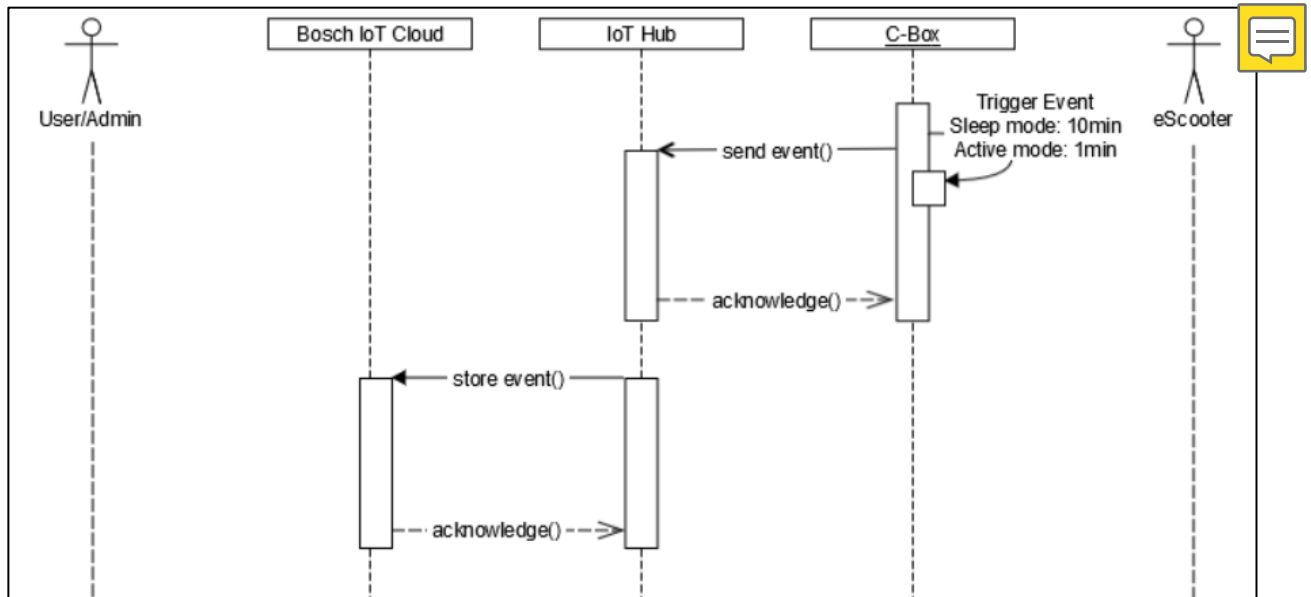 Bosch IoT Cloud
IoT Hub
C-Box
User/Admin
eScooter
Trigger Event
Sleep mode: 10min
Active mode: 1min
send event()
acknowledge()
store event()
acknowledge()